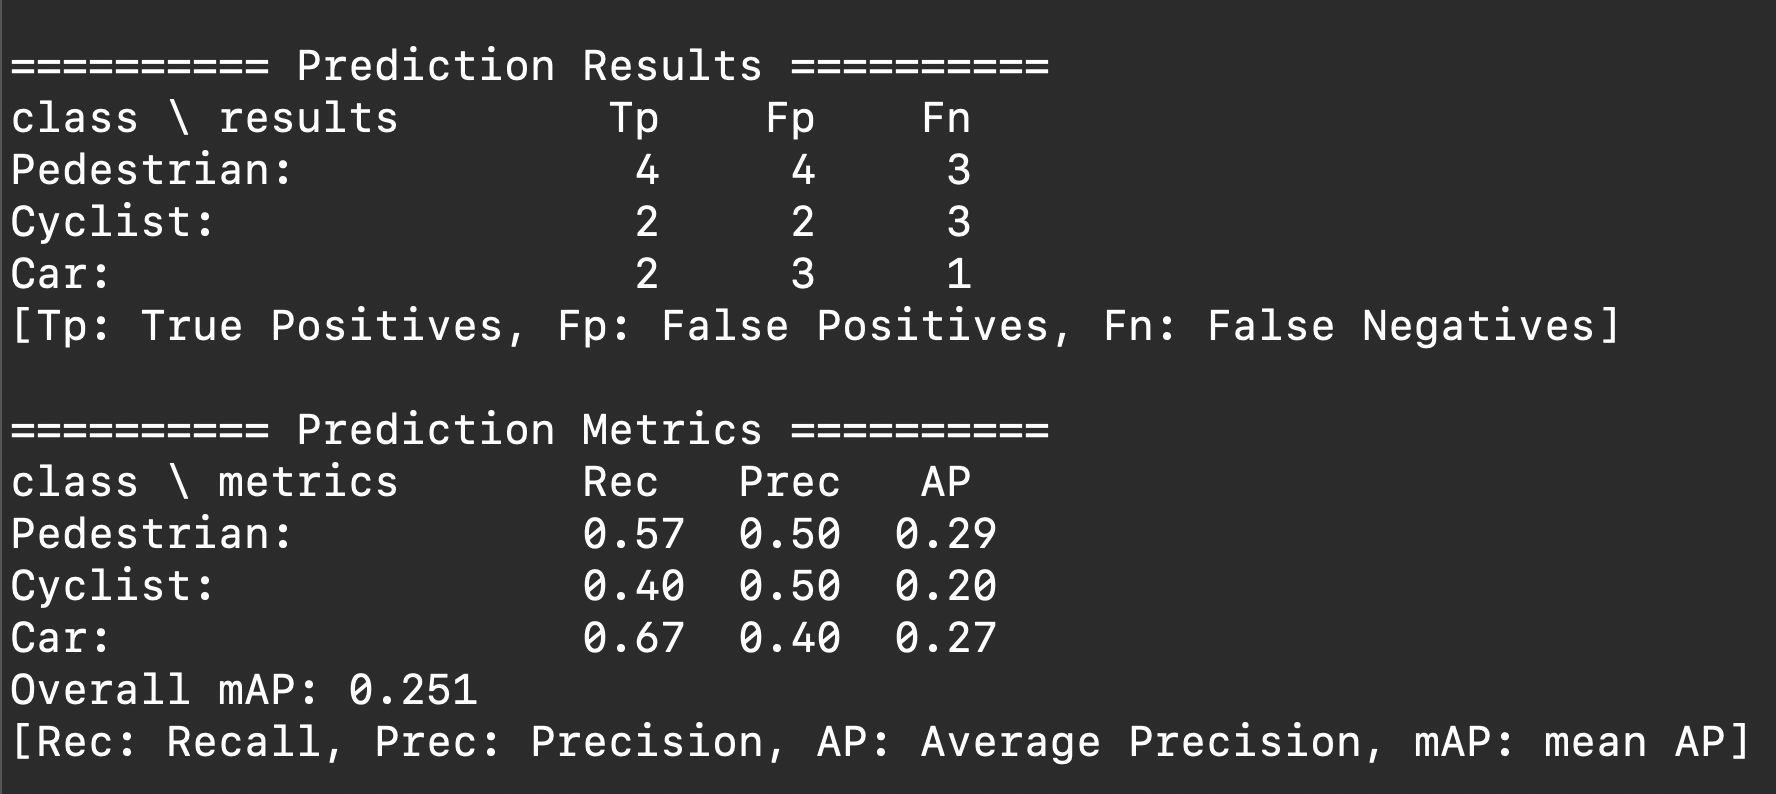 ========== Prediction Results ==========
class \ results        Tp    Fp    Fn
Pedestrian:             4     4     3
Cyclist:                2     2     3
Car:                    2     3     1
[Tp: True Positives, Fp: False Positives, Fn: False Negatives]

========== Prediction Metrics ==========
class \ metrics       Rec   Prec   AP
Pedestrian:           0.57  0.50  0.29
Cyclist:              0.40  0.50  0.20
Car:                  0.67  0.40  0.27
Overall mAP: 0.251
[Rec: Recall, Prec: Precision, AP: Average Precision, mAP: mean AP]